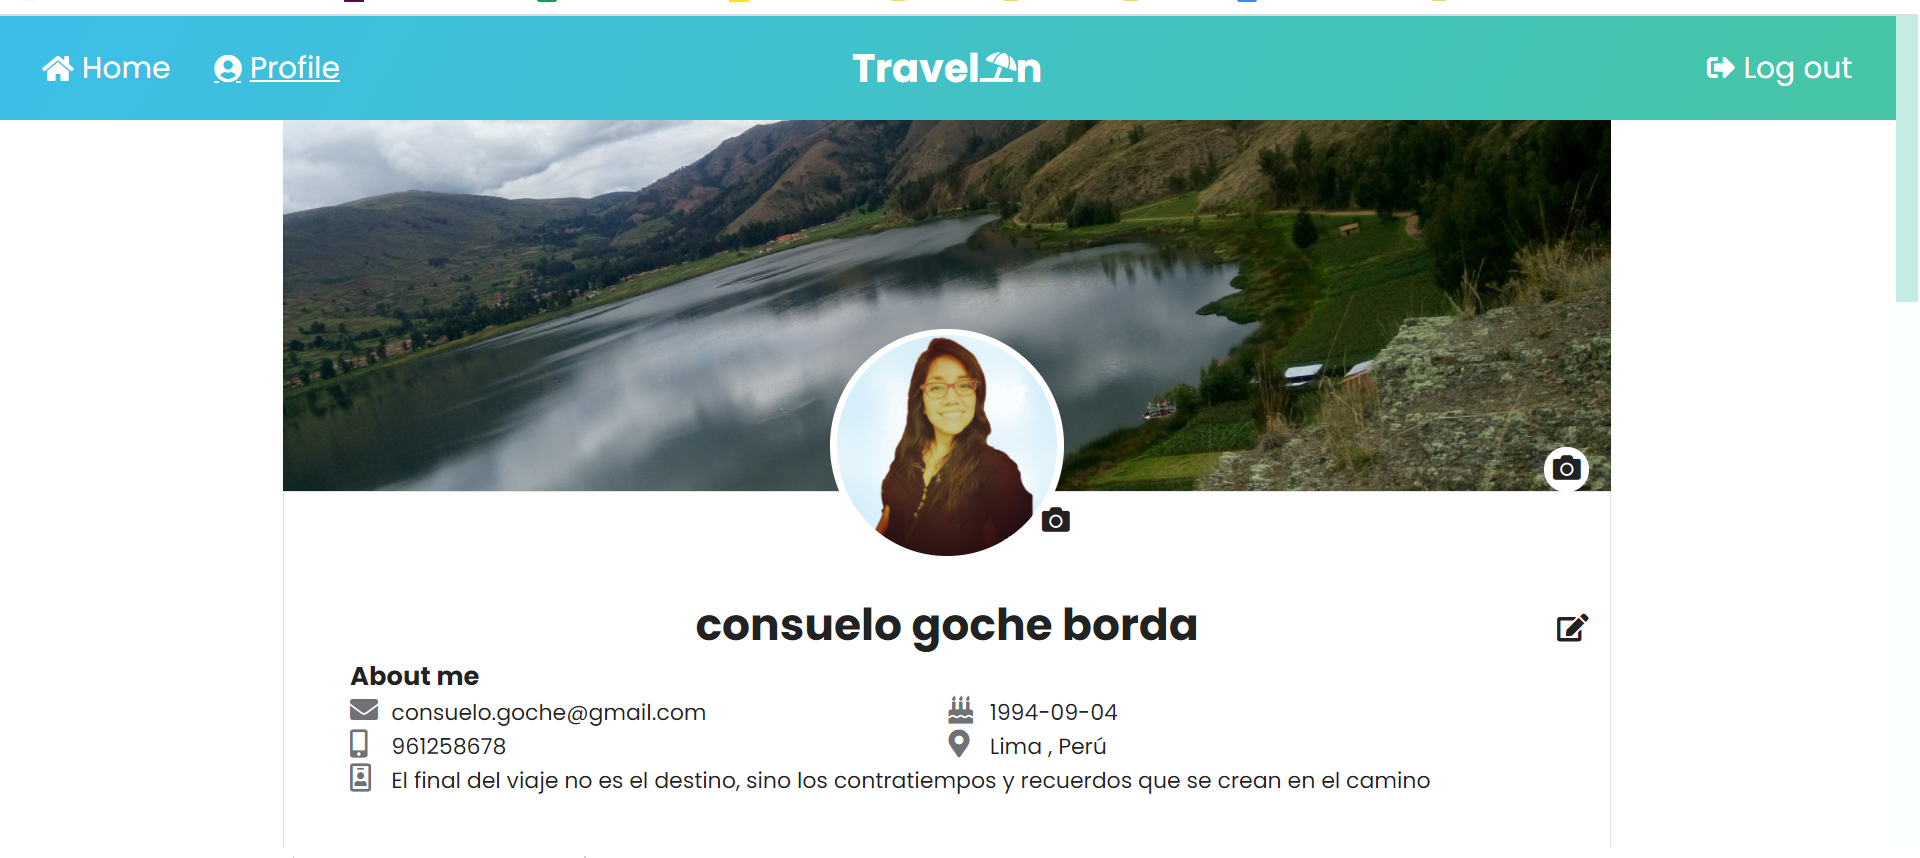 Home Profile Traveln Log out
consuelo goche borda
About me
consuelo.goche@gmail.com 1994-09-04
961258678 Lima , Perú
El final del viaje no es el destino, sino los contratiempos y recuerdos que se crean en el camino